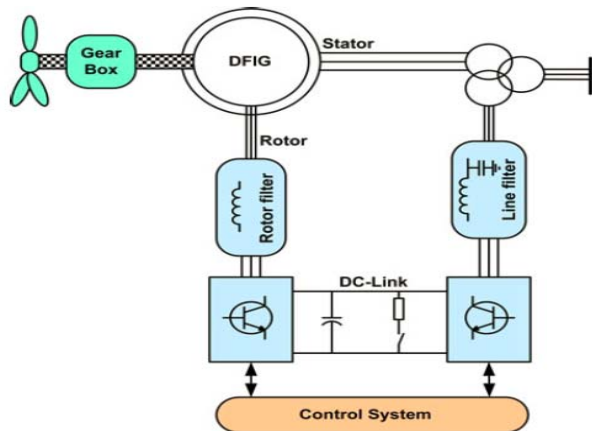 Gear
Box
DFIG
Stator
Rotor
Rotor filter
Line filter
DC-Link
Control System